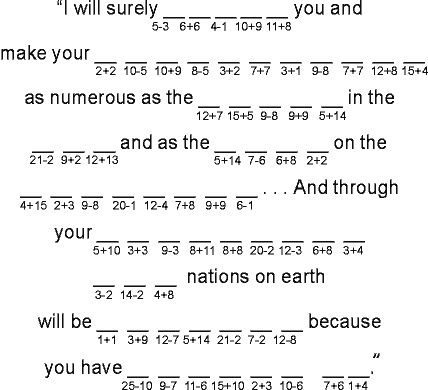 “I will surely __ __ __ __ __ you and
5-3 6+6 4-1 10+9 11+8
make your __ __ __ __ __ __ __ __ __ __ __
2+2 10-5 10+9 8-5 3+2 7+7 3+1 9-8 7+7 12+8 15+4
as numerous as the __ __ __ __ __ in the
12+7 15+5 9-8 9+9 5+14
__ __ __ and as the __ __ __ __ on the
21-2 9+2 12+13 5+14 7-6 6+8 2+2
__ __ __ __ __ __ __ __ . . . And through
4+15 2+3 9-8 20-1 12-4 7+8 9+9 6-1
your __ __ __ __ __ __ __ __ __
5+10 3+3 9-3 8+11 8+8 20-2 12-3 6+8 3+4
__ __ __ nations on earth
3-2 14-2 4+8
will be __ __ __ __ __ __ __ because
1+1 3+9 12-7 5+14 21-2 7-2 12-8
you have __ __ __ __ __ __ __ __.”
25-10 9-7 11-6 15+10 2+3 10-6 7+6 1+4